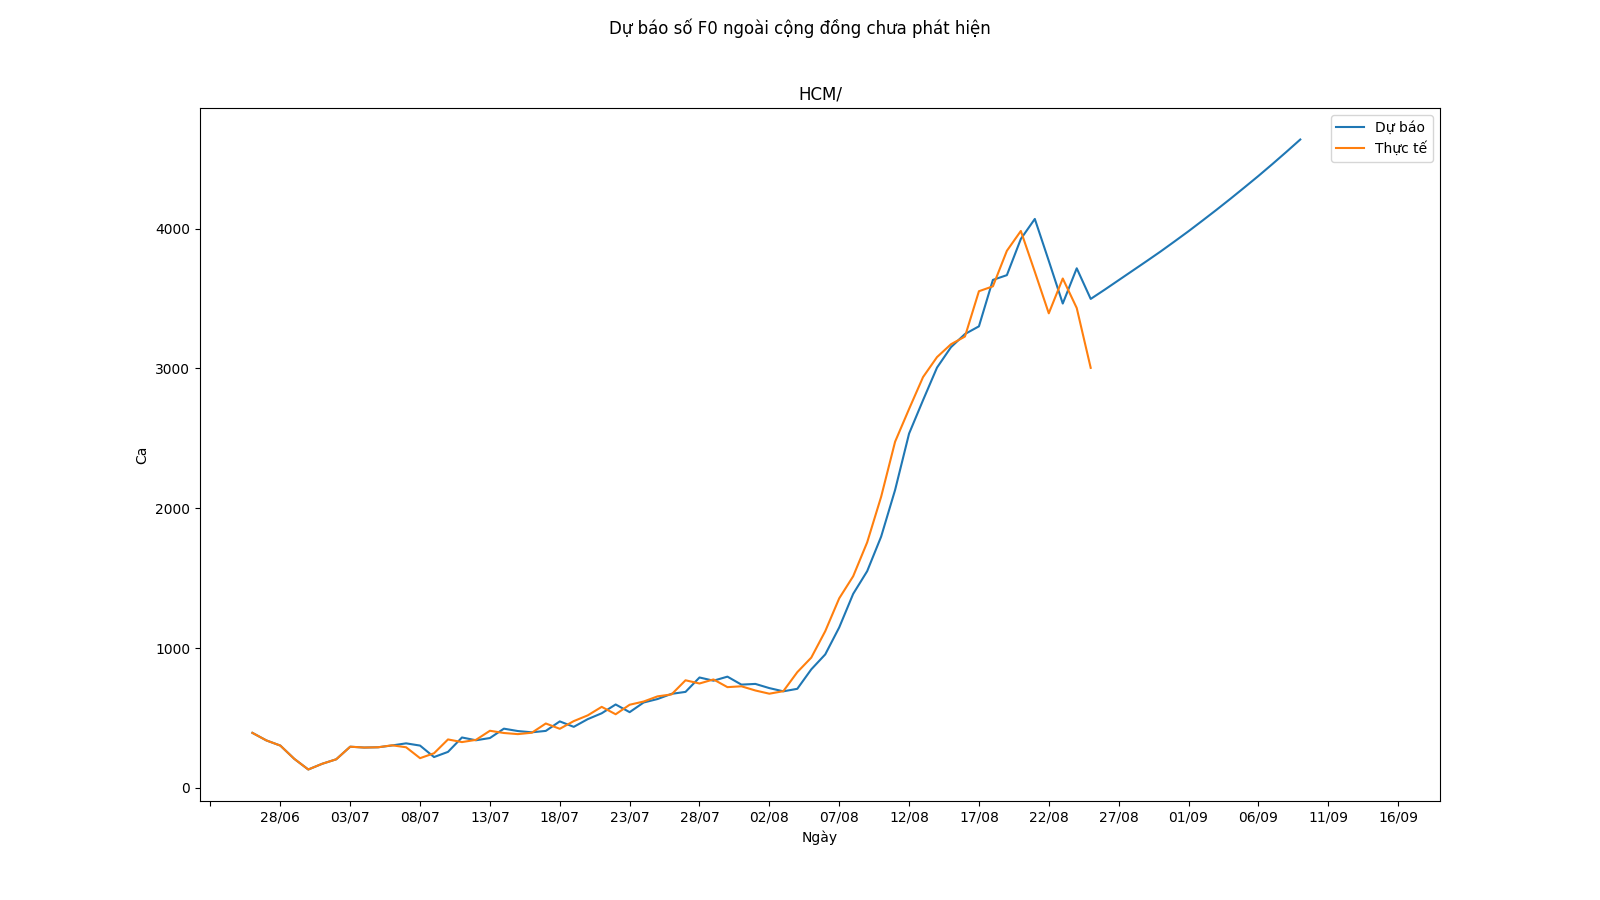 Dự báo số F0 ngoài cộng đồng chưa phát hiện
HCM/
Dự báo
Thực tế
4000
3000
2000
1000
0
Ca
28/06 03/07 08/07 13/07 18/07 23/07 28/07 02/08 07/08 12/08 17/08 22/08 27/08 01/09 06/09 11/09 16/09
Ngày